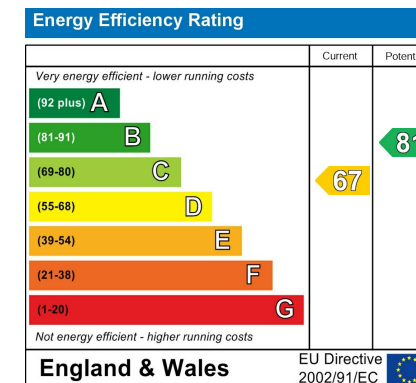 Energy Efficiency Rating
Current Potent
Very energy efficient - lower running costs
(92 plus) A
(81-91) B
(69-80) C
(55-68) D
(39-54) E
(21-38) F
(1-20) G
67
81
Not energy efficient - higher running costs
England & Wales
EU Directive
2002/91/EC